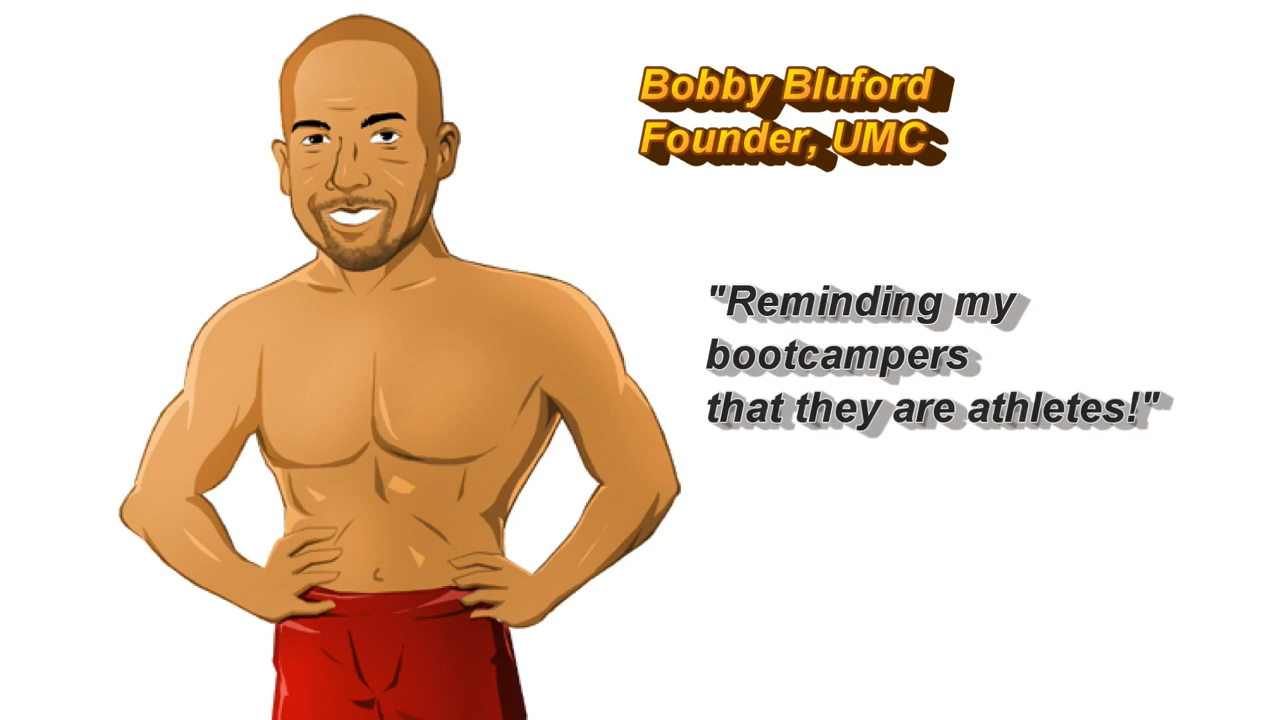 Bobby Bluford
Founder, UMC
"Reminding my
bootcampers
that they are athletes!"